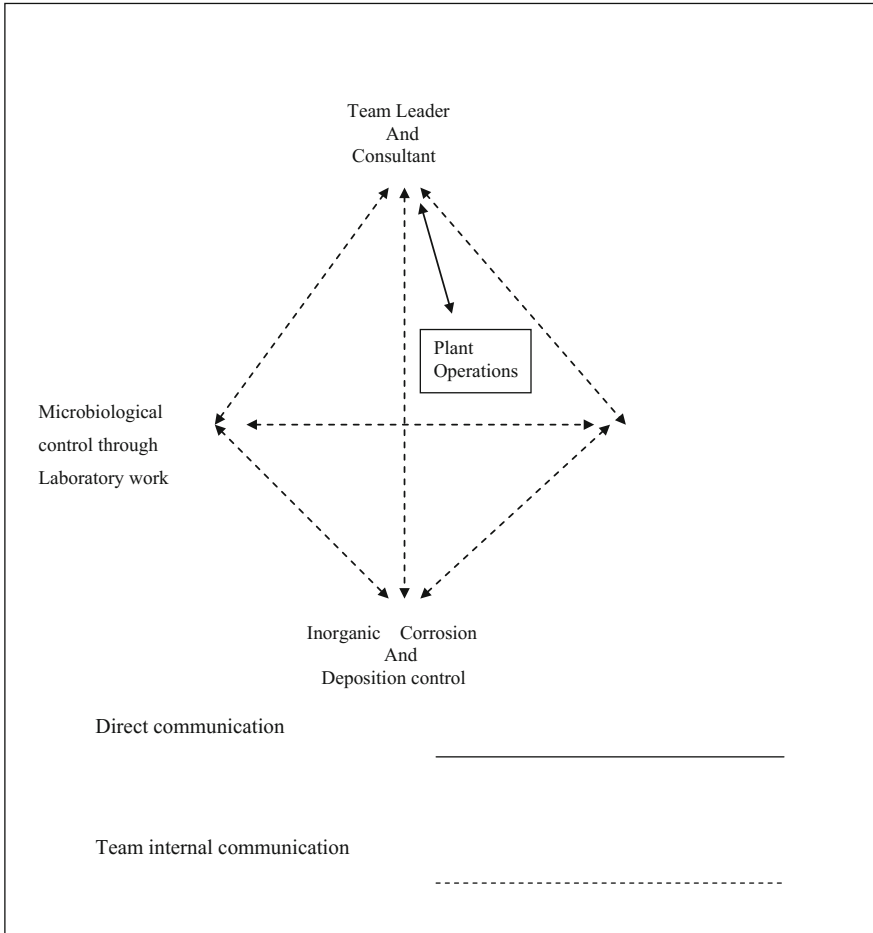 Team Leader
And
Consultant
Plant
Operations
Microbiological
control through
Laboratory work
Inorganic Corrosion
And
Deposition control
Direct communication
Team internal communication